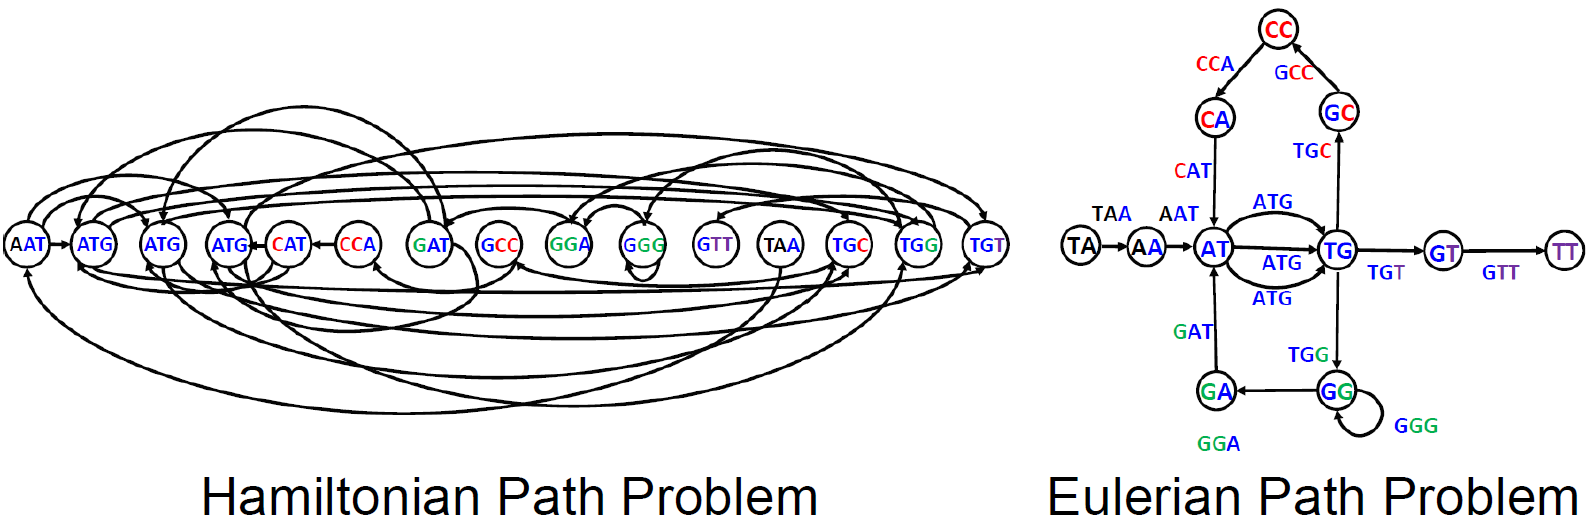 AAT ATG ATG ATG CAT CCA GAT GCC GGA GGG GTT TAA TGC TGG TGT
Hamiltonian Path Problem
CC
CCA GCC
CA GC
TGC
CAT
TAA AAT ATG
TA AA AT TG GT TT
ATG TGT GTT
ATG
GAT TGG
GA GG
GGG
GGA
Eulerian Path Problem